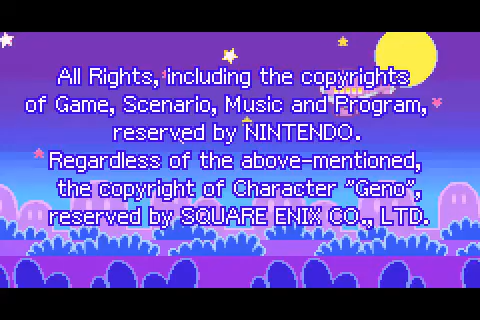 All Rights, including the copyrights
of Game, Scenario, Music and Program,
reserved by NINTENDO.
Regardless of the above-mentioned,
the copyright of Character "Geno",
reserved by SQUARE ENIX CO., LTD.